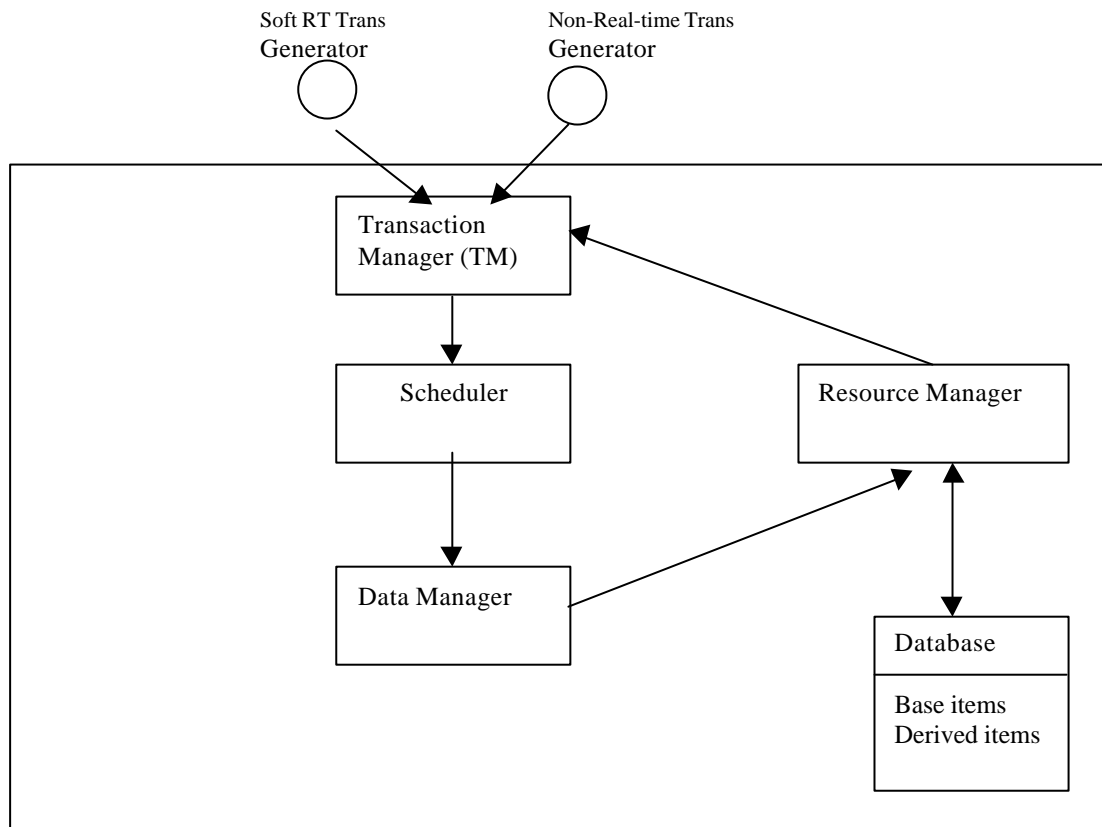 Soft RT Trans
Generator
Non-Real-time Trans
Generator
Transaction
Manager (TM)
Scheduler
Resource Manager
Data Manager
Database
Base items
Derived items